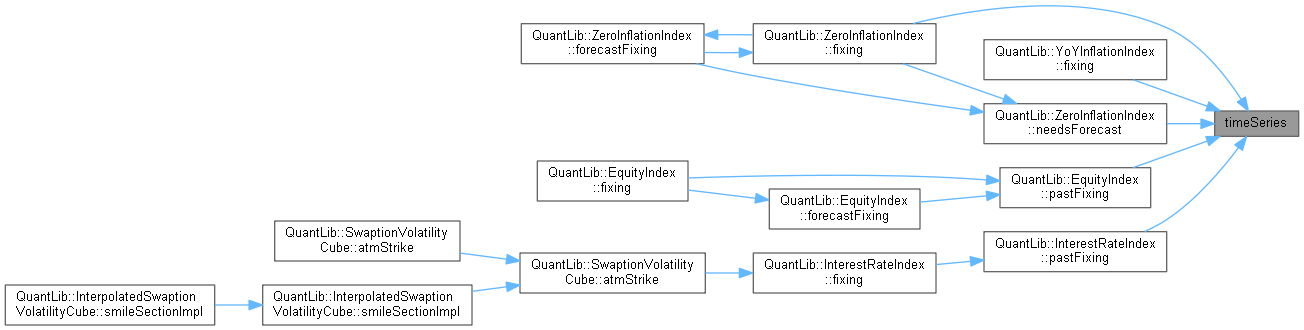 QuantLib::ZeroInflationIndex
::forecastFixing
QuantLib::ZeroInflationIndex
::fixing
QuantLib::YoYInflationIndex
::fixing
QuantLib::ZeroInflationIndex
::needsForecast
timeSeries
QuantLib::EquityIndex
::fixing
QuantLib::EquityIndex
::pastFixing
QuantLib::EquityIndex
::forecastFixing
QuantLib::SwaptionVolatility
Cube::atmStrike
QuantLib::InterestRateIndex
::pastFixing
QuantLib::SwaptionVolatility
Cube::atmStrike
QuantLib::InterestRateIndex
::fixing
QuantLib::InterpolatedSwaption
VolatilityCube::smileSectionImpl
QuantLib::InterpolatedSwaption
VolatilityCube::smileSectionImpl